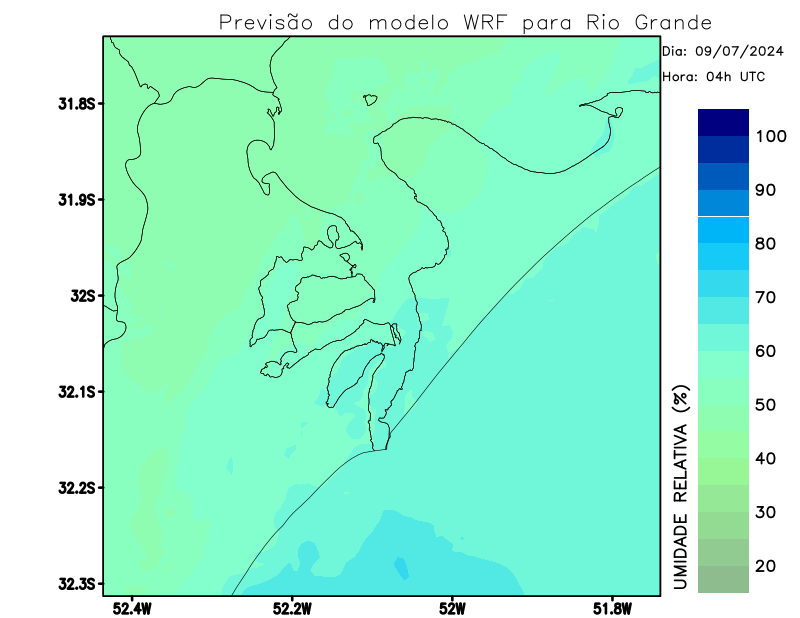 Previsão do modelo WRF para Rio Grande
Dia: 09/07/2024
Hora: 04h UTC
31.8S
31.9S
32S
32.1S
32.2S
32.3S
52.4W
52.2W
52W
51.8W
100
90
80
70
60
50
40
30
20
UMIDADE RELATIVA (%)